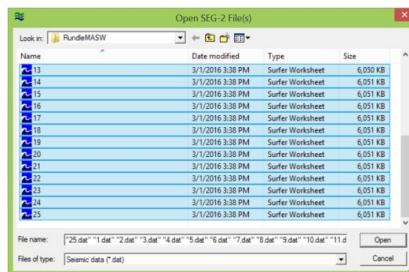 Open SEG-2 File(s)
Look in: RundleMASW
Name Date modified Type Size
13 3/1/2016 3:38 PM Surfer Worksheet 6,050 KB
14 3/1/2016 3:38 PM Surfer Worksheet 6,051 KB
15 3/1/2016 3:38 PM Surfer Worksheet 6,051 KB
16 3/1/2016 3:38 PM Surfer Worksheet 6,051 KB
17 3/1/2016 3:38 PM Surfer Worksheet 6,051 KB
18 3/1/2016 3:38 PM Surfer Worksheet 6,051 KB
19 3/1/2016 3:38 PM Surfer Worksheet 6,051 KB
20 3/1/2016 3:38 PM Surfer Worksheet 6,051 KB
21 3/1/2016 3:38 PM Surfer Worksheet 6,051 KB
22 3/1/2016 3:38 PM Surfer Worksheet 6,051 KB
23 3/1/2016 3:38 PM Surfer Worksheet 6,051 KB
24 3/1/2016 3:38 PM Surfer Worksheet 6,051 KB
25 3/1/2016 3:38 PM Surfer Worksheet 6,051 KB
File name: "25.dat" "1.dat" "2.dat" "3.dat" "4.dat" "5.dat" "6.dat" "7.dat" "8.dat" "9.dat" "10.dat" "11.d Open
Files of type: Seismic data (*.dat) Cancel